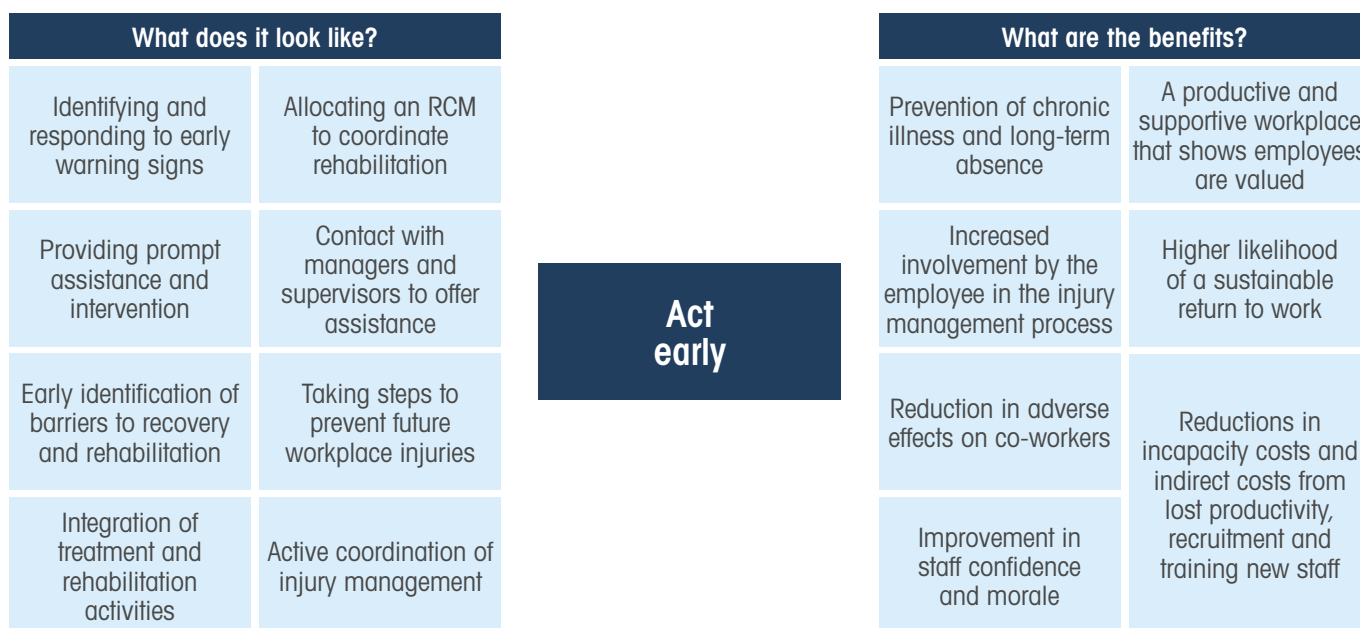 What does it look like?
Identifying and
responding to early
warning signs
Allocating an RCM
to coordinate
rehabilitation
Providing prompt
assistance and
intervention
Contact with
managers and
supervisors to offer
assistance
Early identification of
barriers to recovery
and rehabilitation
Taking steps to
prevent future
workplace injuries
Integration of
treatment and
rehabilitation
activities
Active coordination of
injury management
Act
early
What are the benefits?
Prevention of chronic
illness and long-term
absence
A productive and
supportive workplace
that shows employees
are valued
Increased
involvement by the
employee in the injury
management process
Higher likelihood
of a sustainable
return to work
Reduction in adverse
effects on co-workers
Reductions in
incapacity costs and
indirect costs from
lost productivity,
recruitment and
training new staff
Improvement in
staff confidence
and morale